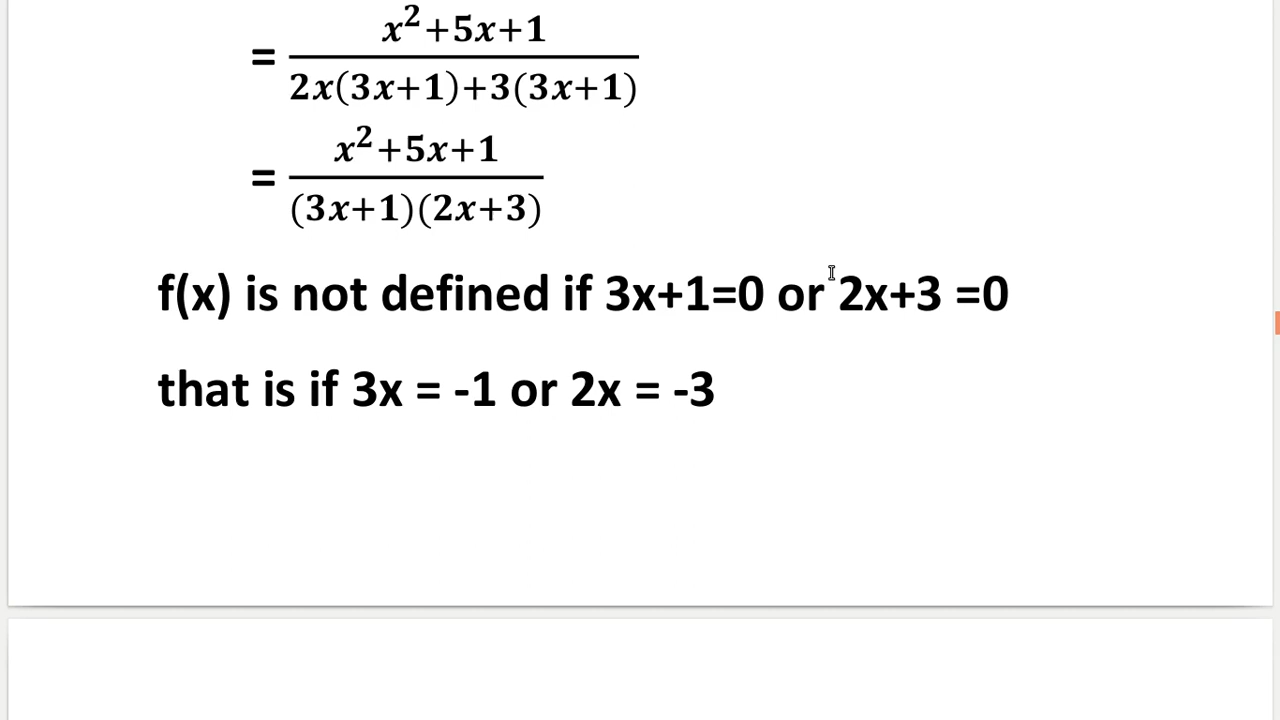 = x²+5x+1 / 2x(3x+1)+3(3x+1)
= x²+5x+1 / (3x+1)(2x+3)
f(x) is not defined if 3x+1=0 or 2x+3 =0
that is if 3x = -1 or 2x = -3